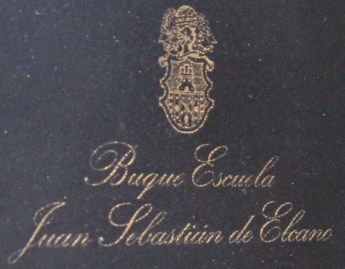 Buque Escuela
Juan Sebastián de Elcano